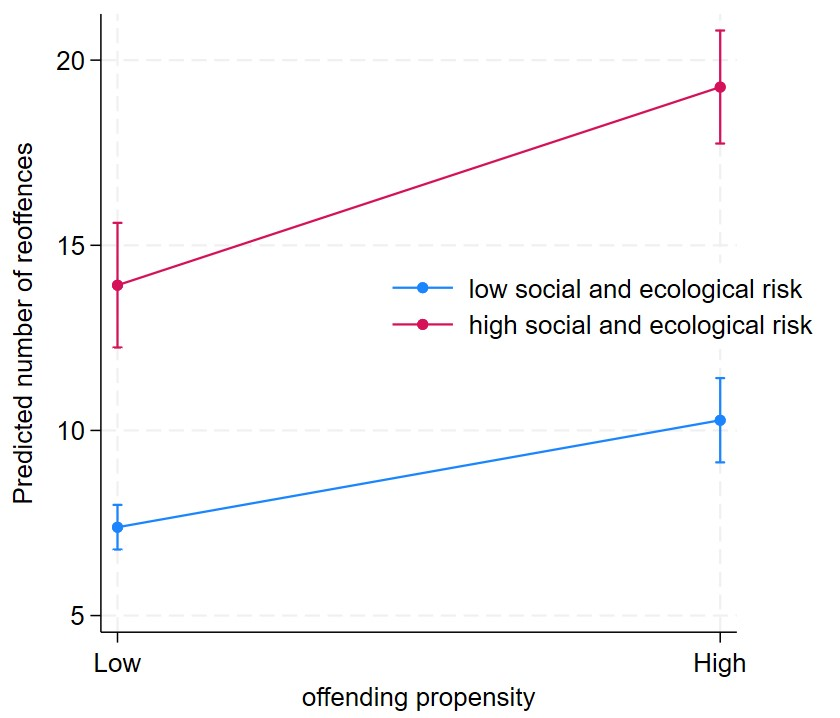 Predicted number of reoffences
20
15
10
5
low social and ecological risk
high social and ecological risk
Low
High
offending propensity